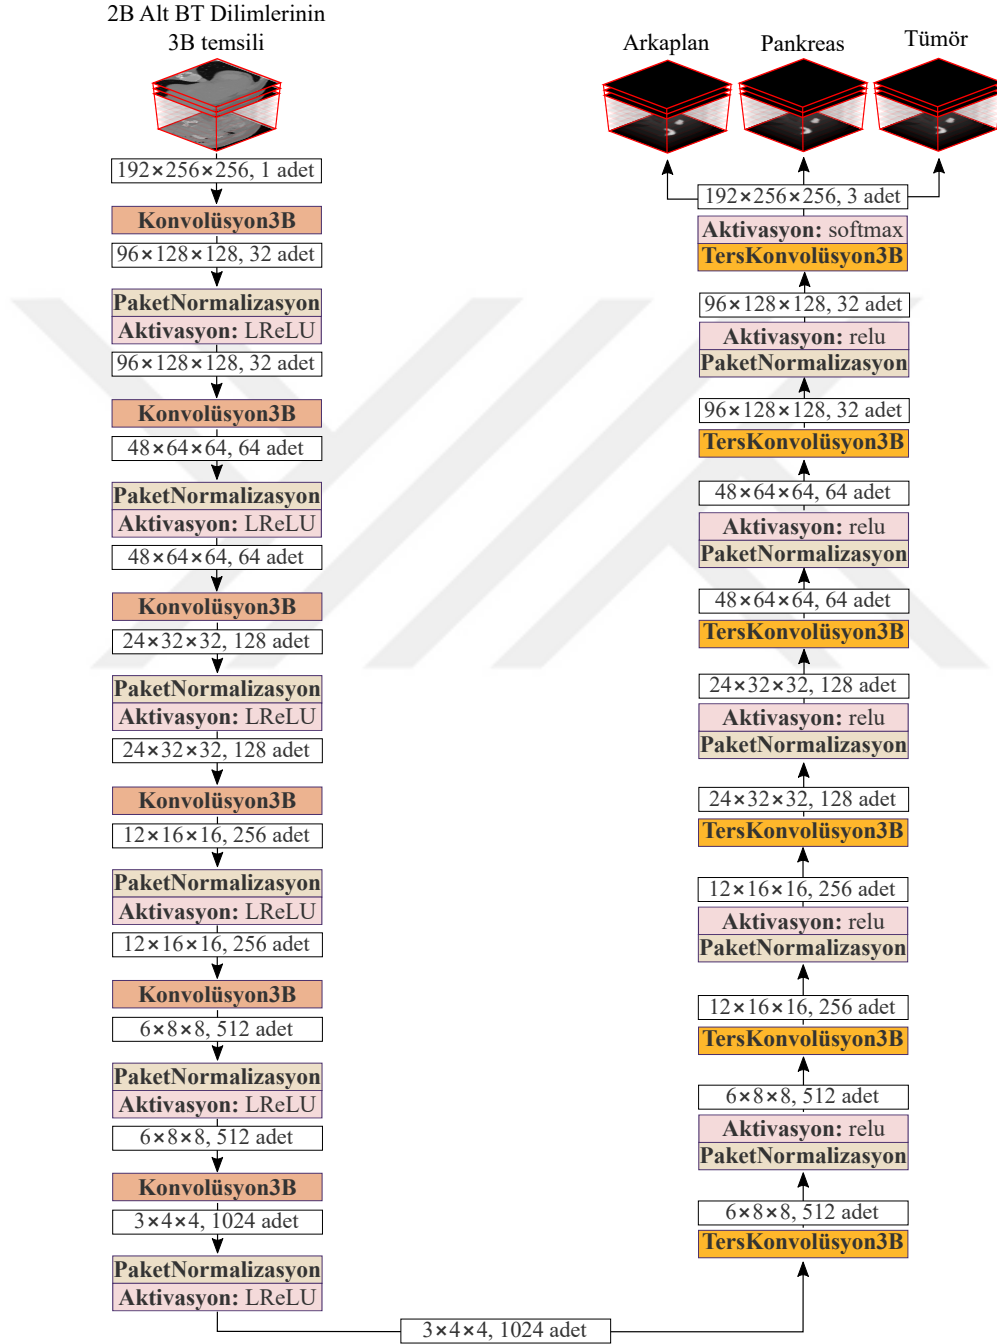 2B Alt BT Dilimlerinin
3B temsili
192×256×256, 1 adet
Konvolüsyon3B
96×128×128, 32 adet
PaketNormalizasyon
Aktivasyon: LReLU
96×128×128, 32 adet
Konvolüsyon3B
48×64×64, 64 adet
PaketNormalizasyon
Aktivasyon: LReLU
48×64×64, 64 adet
Konvolüsyon3B
24×32×32, 128 adet
PaketNormalizasyon
Aktivasyon: LReLU
24×32×32, 128 adet
Konvolüsyon3B
12×16×16, 256 adet
PaketNormalizasyon
Aktivasyon: LReLU
12×16×16, 256 adet
Konvolüsyon3B
6×8×8, 512 adet
PaketNormalizasyon
Aktivasyon: LReLU
6×8×8, 512 adet
Konvolüsyon3B
3×4×4, 1024 adet
PaketNormalizasyon
Aktivasyon: LReLU
3×4×4, 1024 adet
Arkaplan
Pankreas
Tümör
192×256×256, 3 adet
Aktivasyon: softmax
TersKonvolüsyon3B
96×128×128, 32 adet
Aktivasyon: relu
PaketNormalizasyon
96×128×128, 32 adet
TersKonvolüsyon3B
48×64×64, 64 adet
Aktivasyon: relu
PaketNormalizasyon
48×64×64, 64 adet
TersKonvolüsyon3B
24×32×32, 128 adet
Aktivasyon: relu
PaketNormalizasyon
24×32×32, 128 adet
TersKonvolüsyon3B
12×16×16, 256 adet
Aktivasyon: relu
PaketNormalizasyon
12×16×16, 256 adet
TersKonvolüsyon3B
6×8×8, 512 adet
Aktivasyon: relu
PaketNormalizasyon
6×8×8, 512 adet
TersKonvolüsyon3B